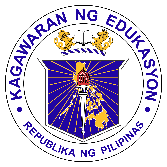 KAGAWARAN NG EDUKASYON
REPUBLIKA NG PILIPINAS